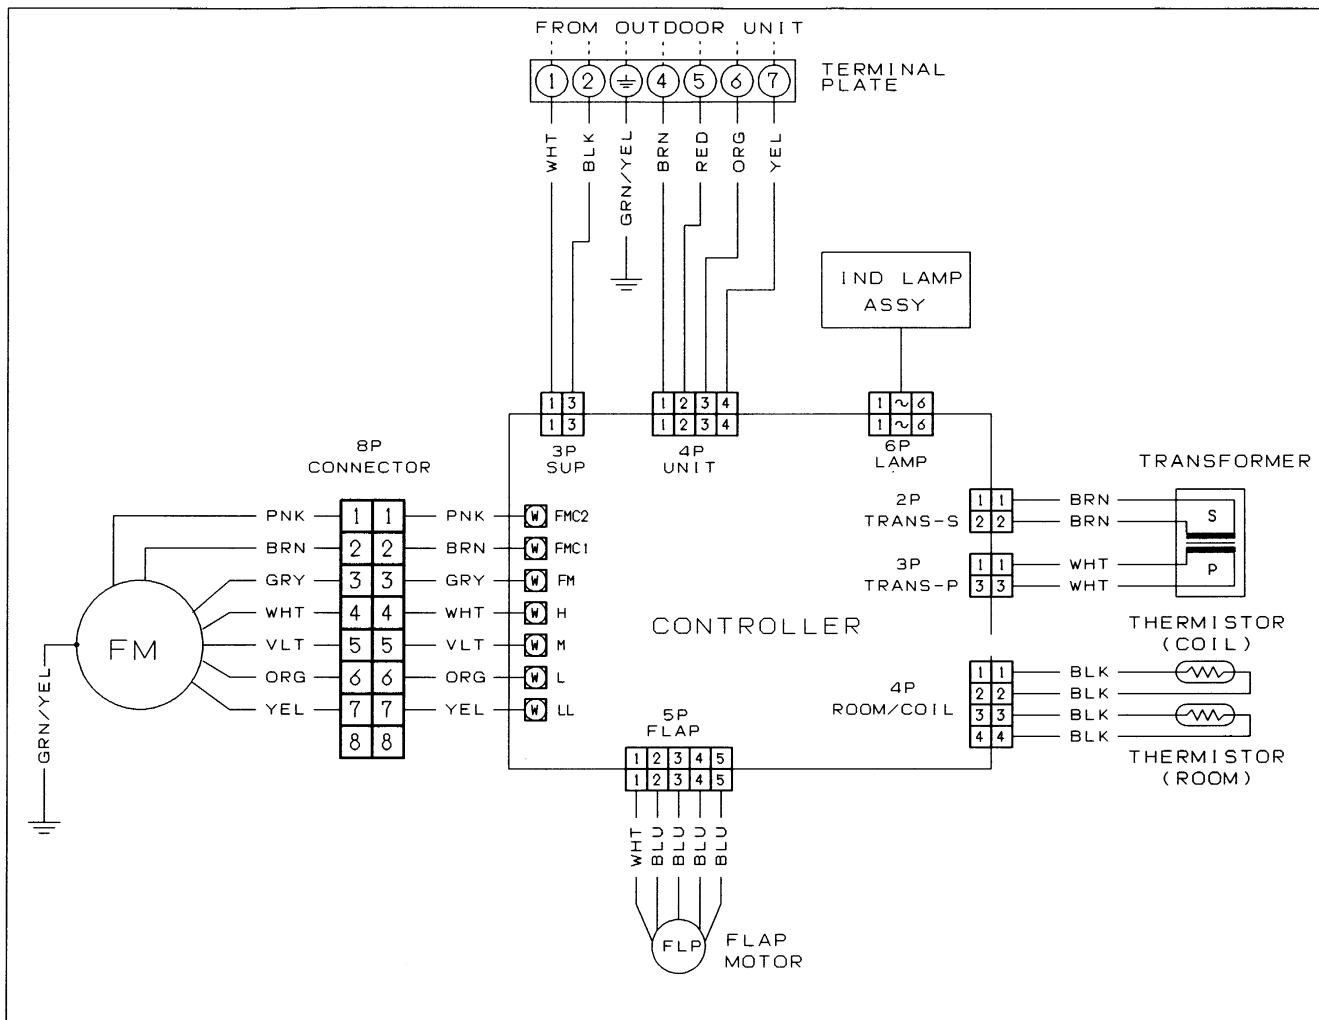 FROM OUTDOOR UNIT
1 2 4 5 6 7
TERMINAL
PLATE
WHT
BLK
GRN/YEL
BRN
RED
ORG
YEL
IND LAMP
ASSY
1 3
1 3
3P
SUP
1 2 3 4
1 2 3 4
4P
UNIT
1 ~ 6
1 ~ 6
6P
LAMP
8P
CONNECTOR
PNK 1 1 PNK W FMC2
BRN 2 2 BRN W FMC1
GRY 3 3 GRY W FM
WHT 4 4 WHT W H
VLT 5 5 VLT W M
ORG 6 6 ORG W L
YEL 7 7 YEL W LL
8 8
FM
GRN/YEL
CONTROLLER
TRANSFORMER
2P
TRANS-S
1 1 BRN
2 2 BRN
S
3P
TRANS-P
1 1 WHT
3 3 WHT
P
THERMISTOR
(COIL)
4P
ROOM/COIL
1 1 BLK
2 2 BLK
3 3 BLK
4 4 BLK
THERMISTOR
(ROOM)
5P
FLAP
1 2 3 4 5
1 2 3 4 5
WHT
BLU
BLU
BLU
BLU
FLP
FLAP
MOTOR